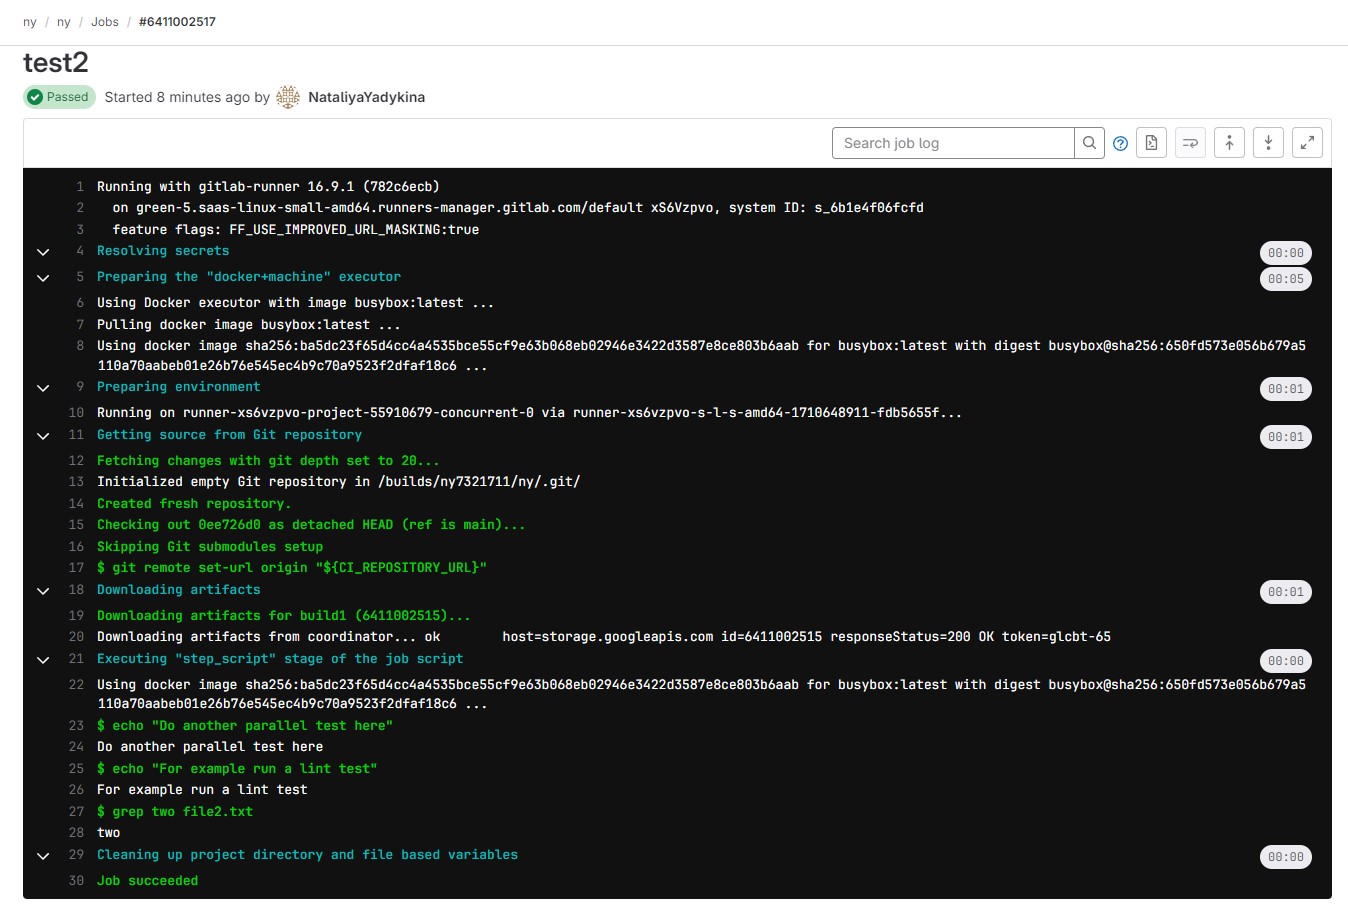 ny / ny / Jobs / #6411002517
test2
Passed Started 8 minutes ago by NataliyaYadykina
Search job log
1 Running with gitlab-runner 16.9.1 (782c6ecb)
2 on green-5.saas-linux-small-amd64.runners-manager.gitlab.com/default xS6Vzpvo, system ID: s_6b1e4f06fcfd
3 feature flags: FF_USE_IMPROVED_URL_MASKING:true
4 Resolving secrets 00:00
5 Preparing the "docker+machine" executor 00:05
6 Using Docker executor with image busybox:latest ...
7 Pulling docker image busybox:latest ...
8 Using docker image sha256:ba5dc23f65d4cc4a4535bce55cf9e63b068eb02946e3422d3587e8ce803b6aab for busybox:latest with digest busybox@sha256:650fd573e056b679a5
110a70aabeb01e26b76e545ec4b9c70a9523f2dfaf18c6 ...
9 Preparing environment 00:01
10 Running on runner-xs6vzpvo-project-55910679-concurrent-0 via runner-xs6vzpvo-s-l-s-amd64-1710648911-fdb5655f...
11 Getting source from Git repository 00:01
12 Fetching changes with git depth set to 20...
13 Initialized empty Git repository in /builds/ny7321711/ny/.git/
14 Created fresh repository.
15 Checking out 0ee726d0 as detached HEAD (ref is main)...
16 Skipping Git submodules setup
17 $ git remote set-url origin "${CI_REPOSITORY_URL}"
18 Downloading artifacts 00:01
19 Downloading artifacts for build1 (6411002515)...
20 Downloading artifacts from coordinator... ok host=storage.googleapis.com id=6411002515 responseStatus=200 OK token=glcbt-65
21 Executing "step_script" stage of the job script 00:00
22 Using docker image sha256:ba5dc23f65d4cc4a4535bce55cf9e63b068eb02946e3422d3587e8ce803b6aab for busybox:latest with digest busybox@sha256:650fd573e056b679a5
110a70aabeb01e26b76e545ec4b9c70a9523f2dfaf18c6 ...
23 $ echo "Do another parallel test here"
24 Do another parallel test here
25 $ echo "For example run a lint test"
26 For example run a lint test
27 $ grep two file2.txt
28 two
29 Cleaning up project directory and file based variables 00:00
30 Job succeeded